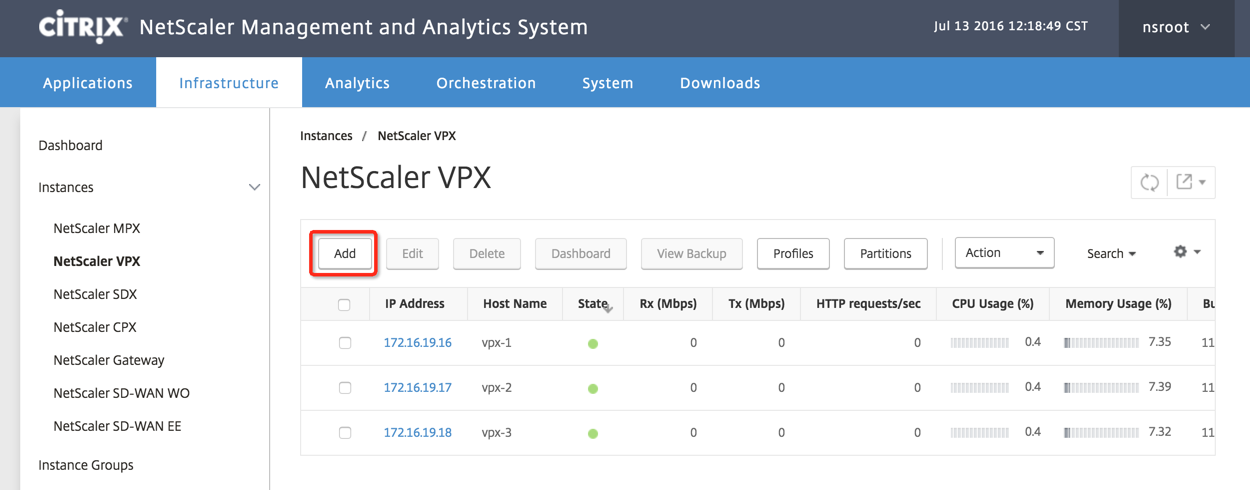 CiTRIX NetScaler Management and Analytics System Jul 13 2016 12:18:49 CST nsroot
Applications Infrastructure Analytics Orchestration System Downloads
Dashboard
Instances
NetScaler MPX
NetScaler VPX
NetScaler SDX
NetScaler CPX
NetScaler Gateway
NetScaler SD-WAN WO
NetScaler SD-WAN EE
Instance Groups
Instances / NetScaler VPX
NetScaler VPX
Add Edit Delete Dashboard View Backup Profiles Partitions Action Search
IP Address Host Name State Rx (Mbps) Tx (Mbps) HTTP requests/sec CPU Usage (%) Memory Usage (%) Bu
172.16.19.16 vpx-1 0 0 0 0.4 7.35 11
172.16.19.17 vpx-2 0 0 0 0.4 7.39 11
172.16.19.18 vpx-3 0 0 0 0.4 7.32 11